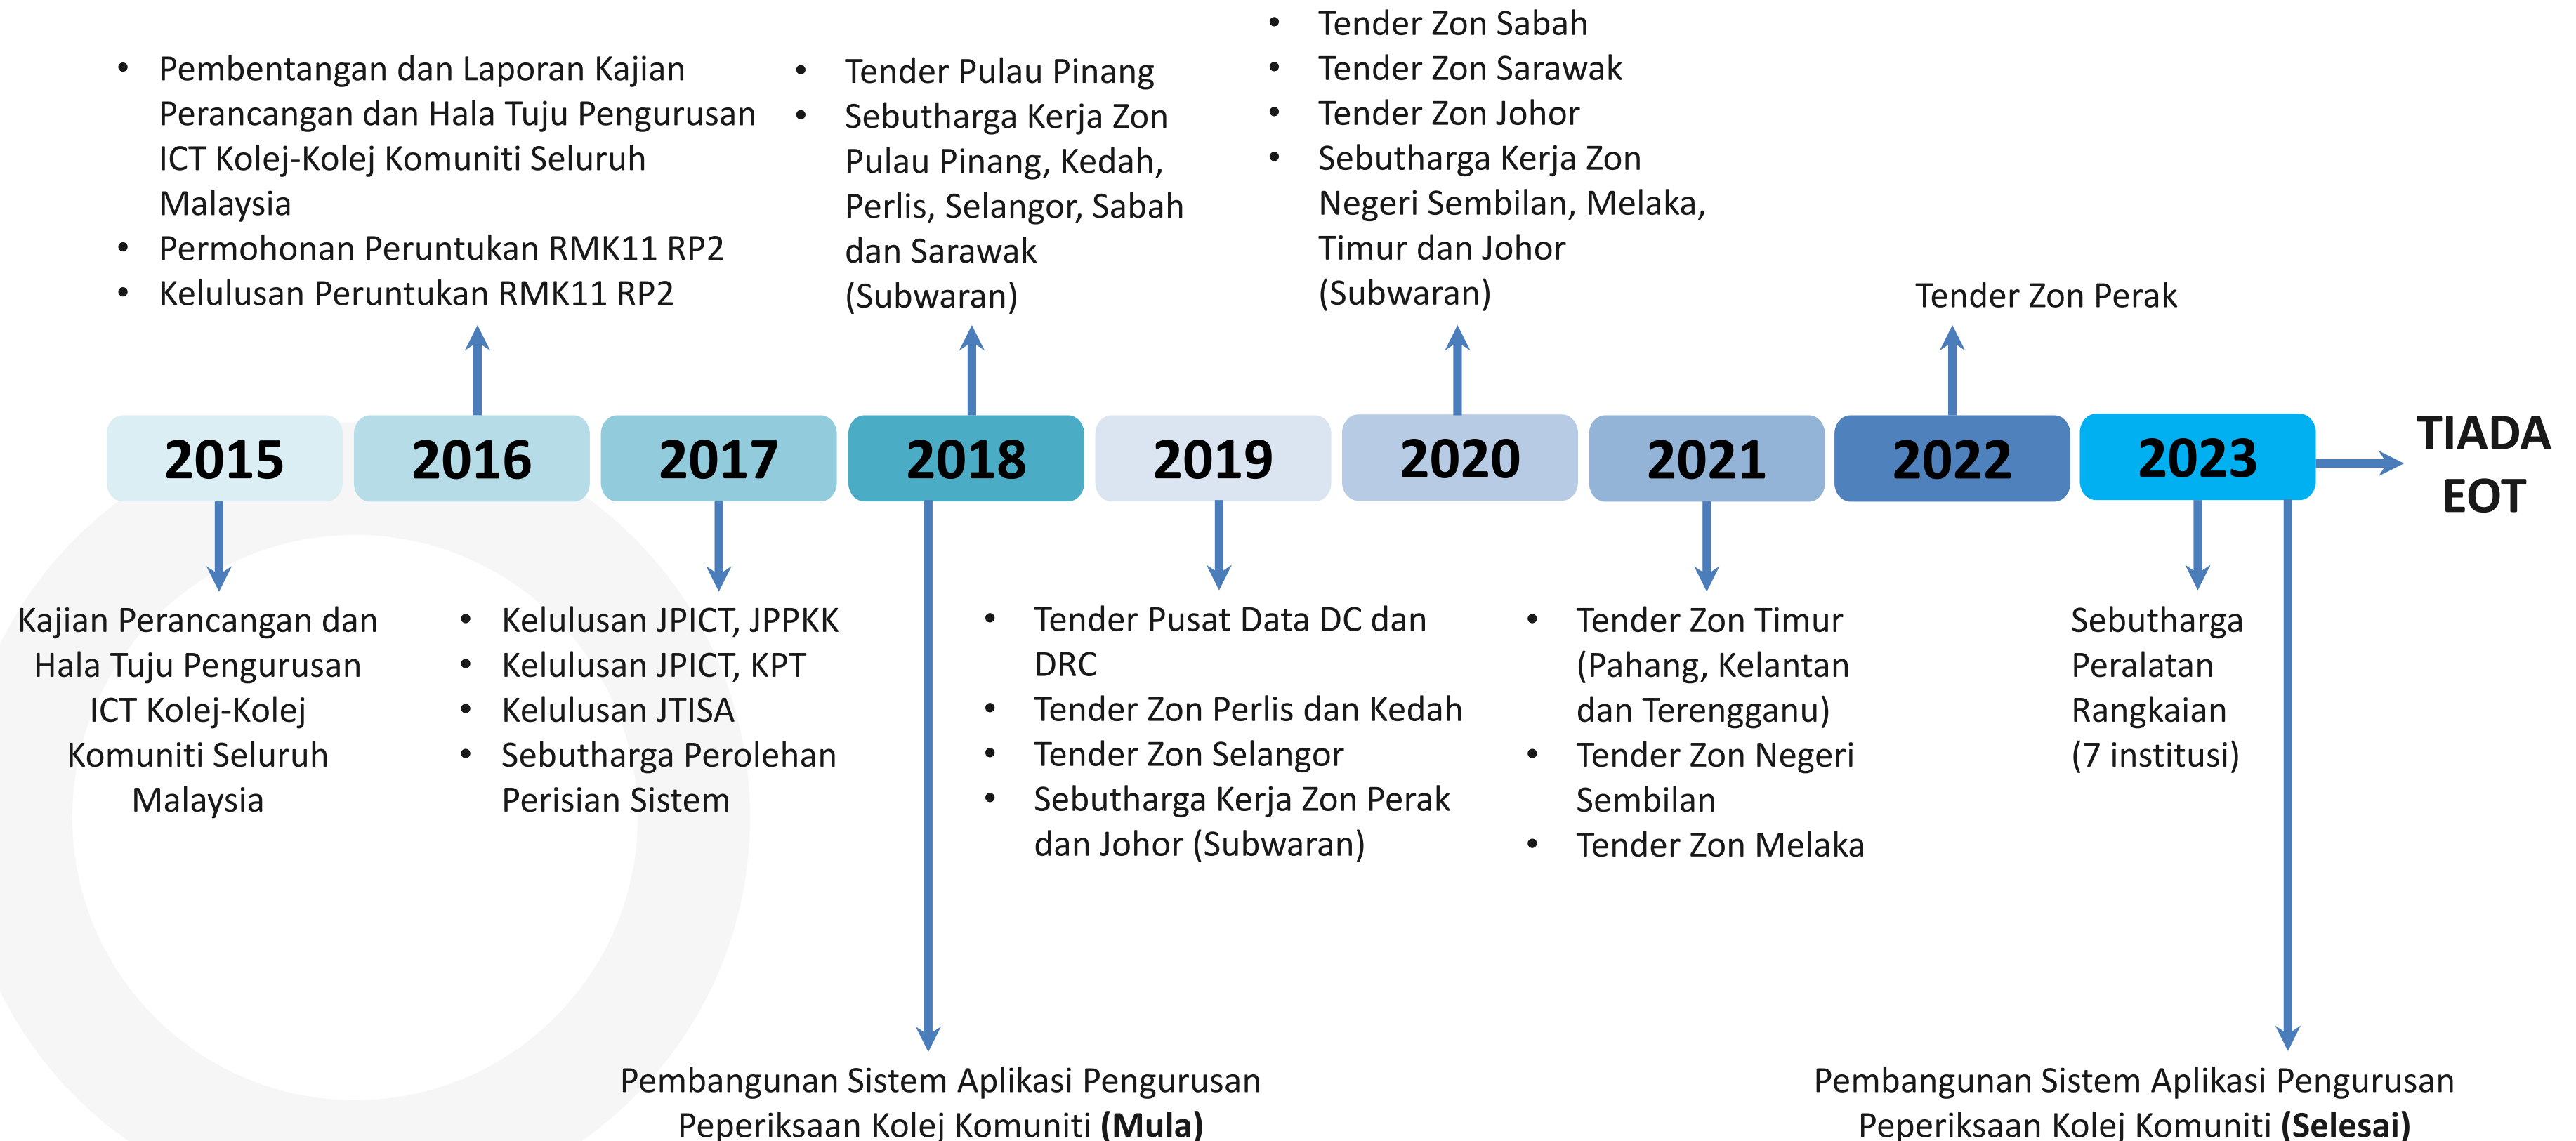 • Pembentangan dan Laporan Kajian
Perancangan dan Hala Tuju Pengurusan
ICT Kolej-Kolej Komuniti Seluruh
Malaysia
• Permohonan Peruntukan RMK11 RP2
• Kelulusan Peruntukan RMK11 RP2
• Tender Pulau Pinang
• Sebutharga Kerja Zon
Pulau Pinang, Kedah,
Perlis, Selangor, Sabah
dan Sarawak
(Subwaran)
• Tender Zon Sabah
• Tender Zon Sarawak
• Tender Zon Johor
• Sebutharga Kerja Zon
Negeri Sembilan, Melaka,
Timur dan Johor
(Subwaran)
Tender Zon Perak
2015
2016
2017
2018
2019
2020
2021
2022
2023
TIADA
EOT
Kajian Perancangan dan
Hala Tuju Pengurusan
ICT Kolej-Kolej
Komuniti Seluruh
Malaysia
• Kelulusan JPICT, JPPKK
• Kelulusan JPICT, KPT
• Kelulusan JTISA
• Sebutharga Perolehan
Perisian Sistem
• Tender Pusat Data DC dan
DRC
• Tender Zon Perlis dan Kedah
• Tender Zon Selangor
• Sebutharga Kerja Zon Perak
dan Johor (Subwaran)
• Tender Zon Timur
(Pahang, Kelantan
dan Terengganu)
• Tender Zon Negeri
Sembilan
• Tender Zon Melaka
Sebutharga
Peralatan
Rangkaian
(7 institusi)
Pembangunan Sistem Aplikasi Pengurusan
Peperiksaan Kolej Komuniti (Mula)
Pembangunan Sistem Aplikasi Pengurusan
Peperiksaan Kolej Komuniti (Selesai)